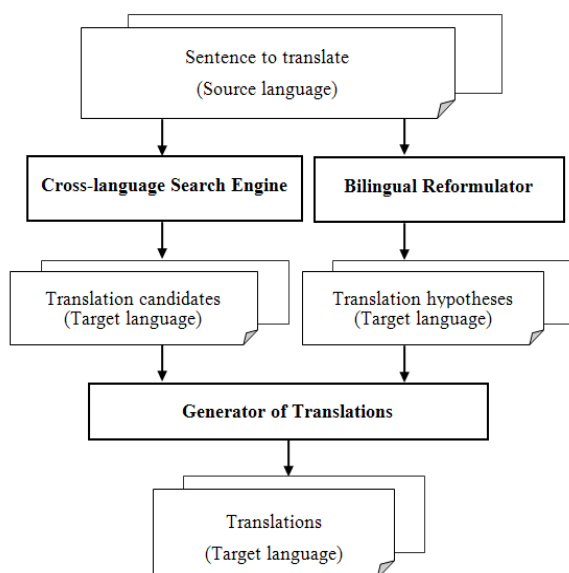 Sentence to translate
(Source language)
Cross-language Search Engine
Bilingual Reformulator
Translation candidates
(Target language)
Translation hypotheses
(Target language)
Generator of Translations
Translations
(Target language)